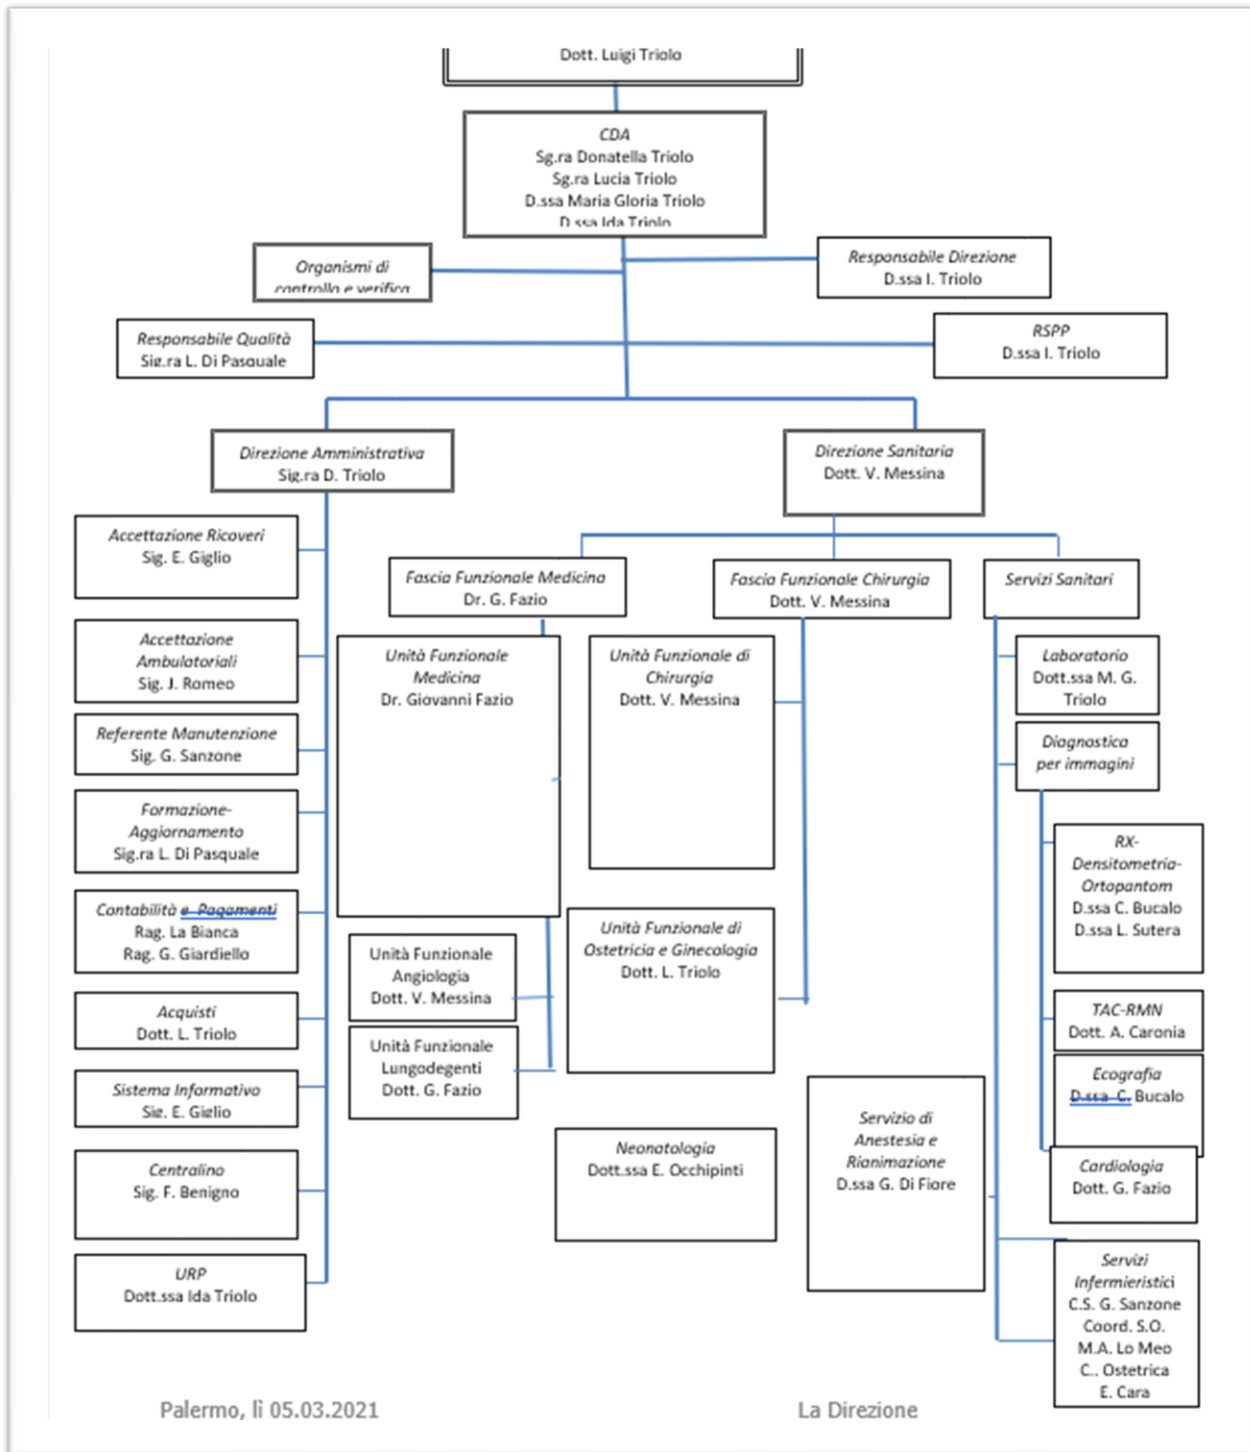 Dott. Luigi Triolo
CDA
Sg.ra Donatella Triolo
Sg.ra Lucia Triolo
D.ssa Maria Gloria Triolo
D.ssa Ida Triolo
Organismi di
controllo e verifica
Responsabile Direzione
D.ssa I. Triolo
Responsabile Qualità
Sig.ra L. Di Pasquale
RSPP
D.ssa I. Triolo
Direzione Amministrativa
Sig.ra D. Triolo
Direzione Sanitaria
Dott. V. Messina
Accettazione Ricoveri
Sig. E. Giglio
Accettazione
Ambulatoriali
Sig. J. Romeo
Referente Manutenzione
Sig. G. Sanzone
Formazione-
Aggiornamento
Sig.ra L. Di Pasquale
Contabilità e Pagamenti
Rag. La Bianca
Rag. G. Giardiello
Acquisti
Dott. L. Triolo
Sistema Informativo
Sig. E. Giglio
Centralino
Sig. F. Benigno
URP
Dott.ssa Ida Triolo
Fascia Funzionale Medicina
Dr. G. Fazio
Unità Funzionale
Medicina
Dr. Giovanni Fazio
Unità Funzionale
Angiologia
Dott. V. Messina
Unità Funzionale
Lungodegenti
Dott. G. Fazio
Fascia Funzionale Chirurgia
Dott. V. Messina
Unità Funzionale di
Chirurgia
Dott. V. Messina
Unità Funzionale di
Ostetricia e Ginecologia
Dott. L. Triolo
Neonatologia
Dott.ssa E. Occhipinti
Servizi Sanitari
Laboratorio
Dott.ssa M. G.
Triolo
Diagnostica
per immagini
RX-
Densitometria-
Ortopantom
D.ssa C. Bucalo
D.ssa L. Sutera
TAC-RMN
Dott. A. Caronia
Ecografia
D.ssa C. Bucalo
Cardiologia
Dott. G. Fazio
Servizio di
Anestesia e
Rianimazione
D.ssa G. Di Fiore
Servizi
Infermieristici
C.S. G. Sanzone
Coord. S.O.
M.A. Lo Meo
C.. Ostetrica
E. Cara
Palermo, lì 05.03.2021
La Direzione